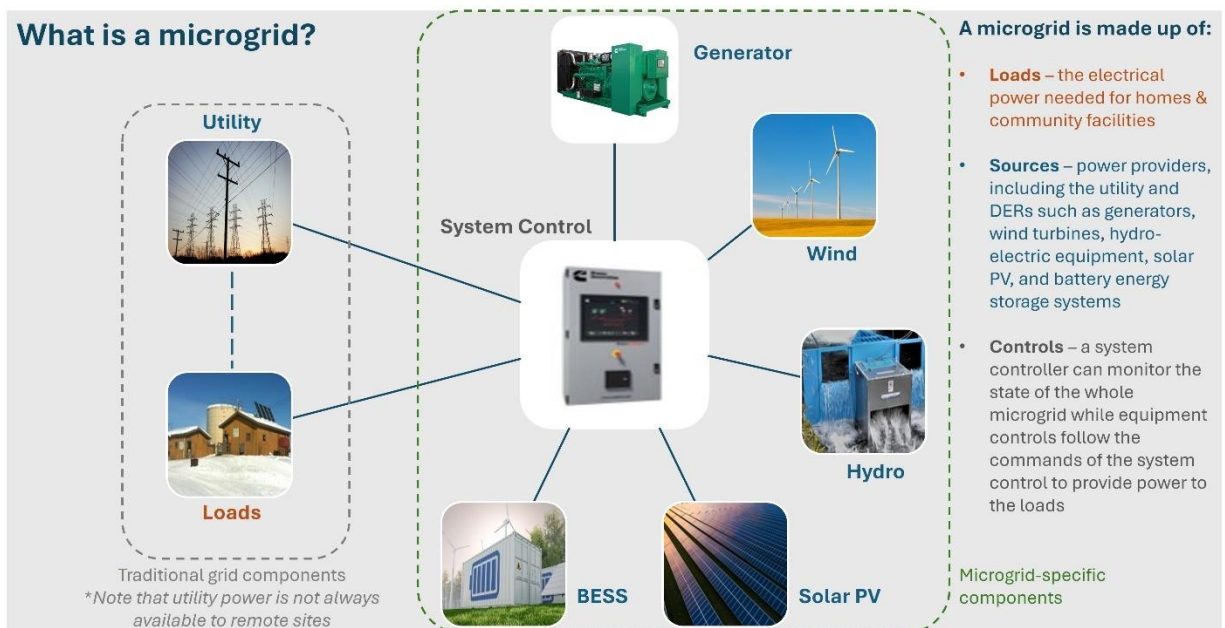 What is a microgrid?
Utility
Loads
Traditional grid components
*Note that utility power is not always
available to remote sites
System Control
Generator
Wind
Hydro
BESS
Solar PV
A microgrid is made up of:
• Loads – the electrical
power needed for homes &
community facilities
• Sources – power providers,
including the utility and
DERs such as generators,
wind turbines, hydro-
electric equipment, solar
PV, and battery energy
storage systems
• Controls – a system
controller can monitor the
state of the whole
microgrid while equipment
controls follow the
commands of the system
control to provide power to
the loads
Microgrid-specific
components